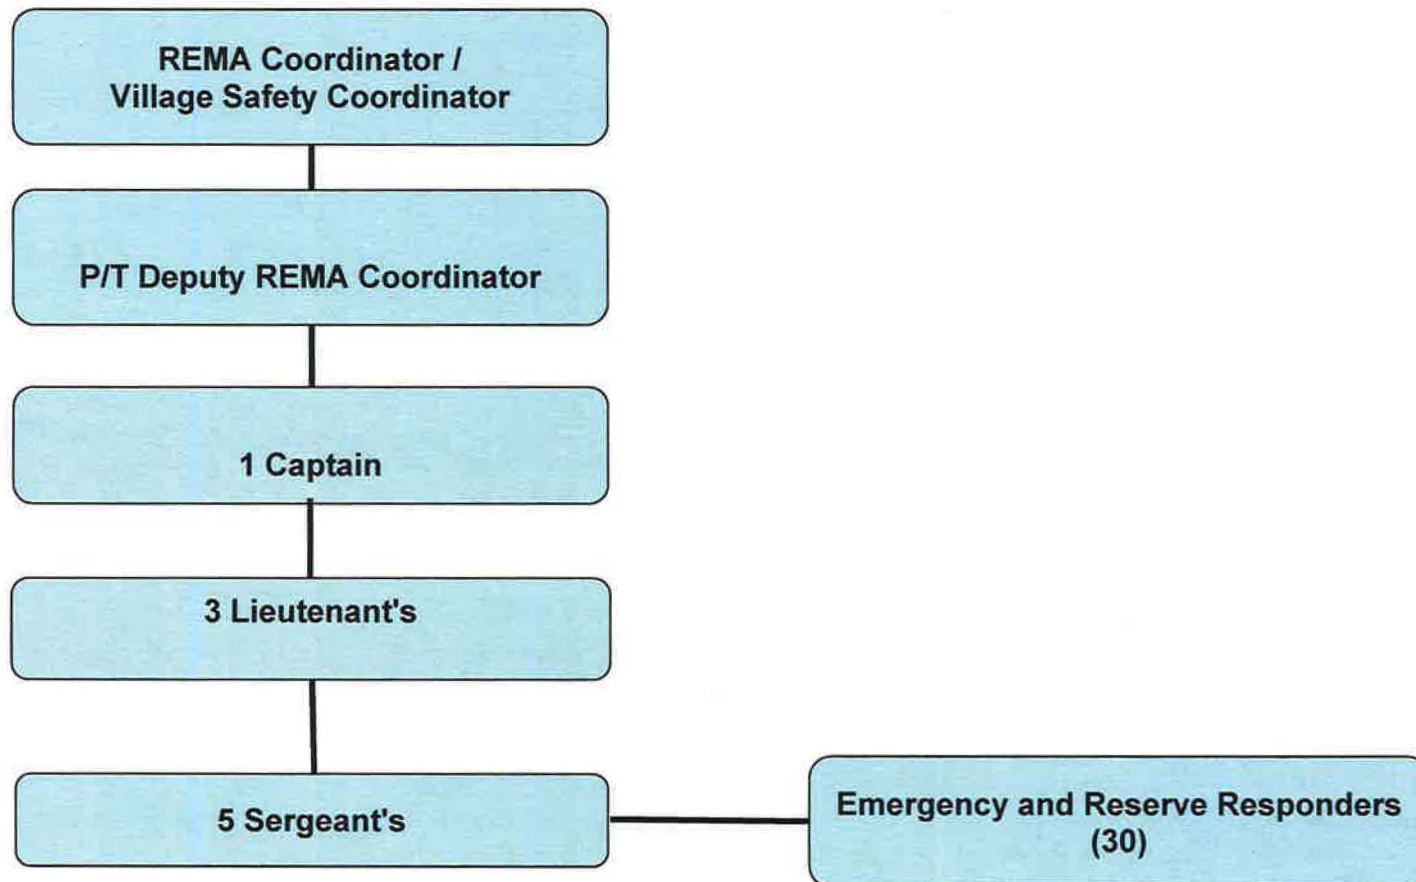 REMA Coordinator /
Village Safety Coordinator
P/T Deputy REMA Coordinator
1 Captain
3 Lieutenant's
5 Sergeant's
Emergency and Reserve Responders
(30)